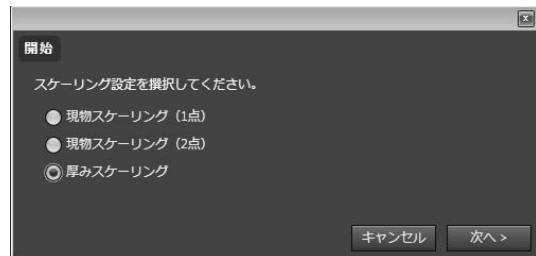 開始
スケーリング設定を選択してください。
現物スケーリング（1点）
現物スケーリング（2点）
厚みスケーリング
キャンセル
次へ >